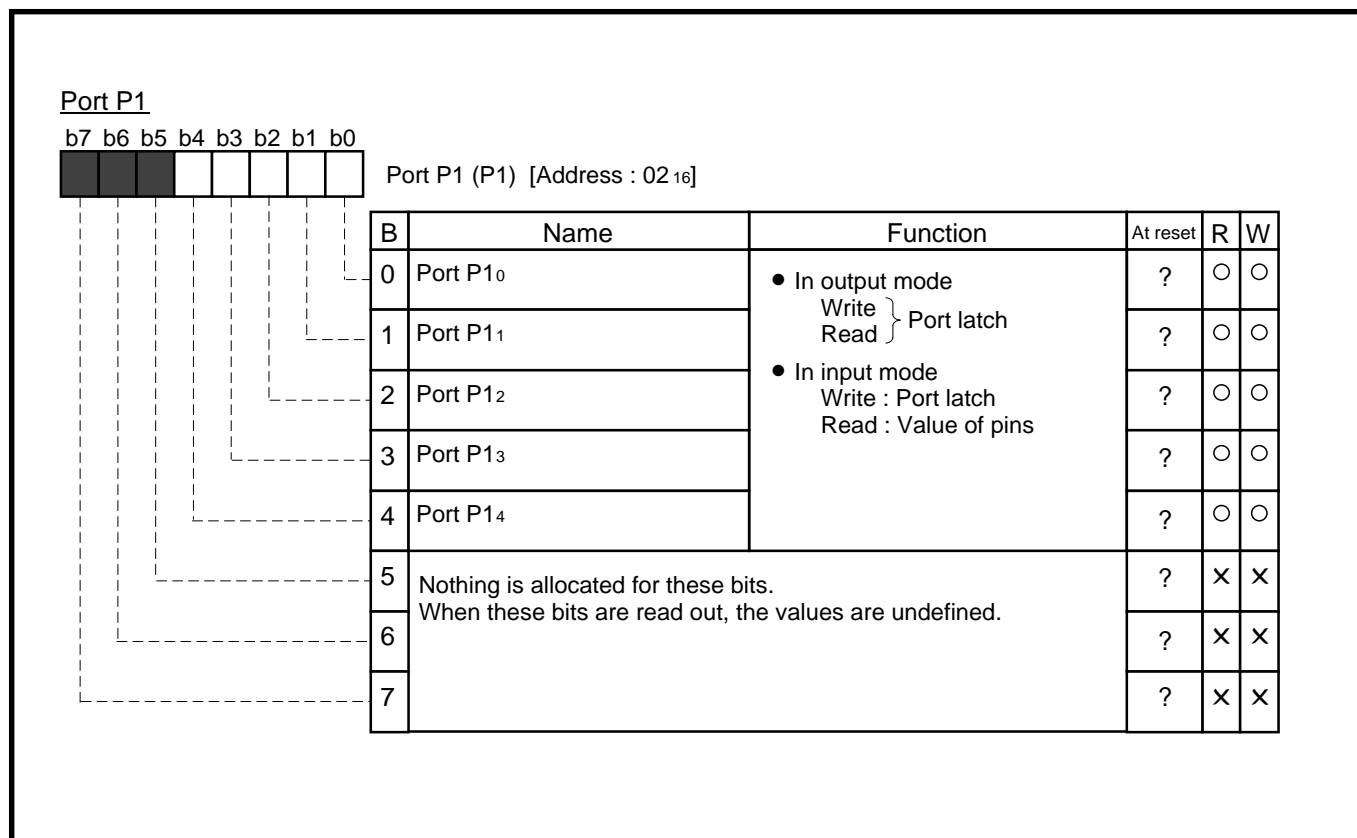 Port P1
b7 b6 b5 b4 b3 b2 b1 b0
Port P1 (P1) [Address : 02 16]
B Name Function At reset R W
0 Port P10 ? ○ ○
● In output mode
Write
Read } Port latch
1 Port P11 ? ○ ○
● In input mode
2 Port P12 ? ○ ○
Write : Port latch
Read : Value of pins
3 Port P13 ? ○ ○
4 Port P14 ? ○ ○
5 Nothing is allocated for these bits. ? × ×
When these bits are read out, the values are undefined.
6 ? × ×
7 ? × ×